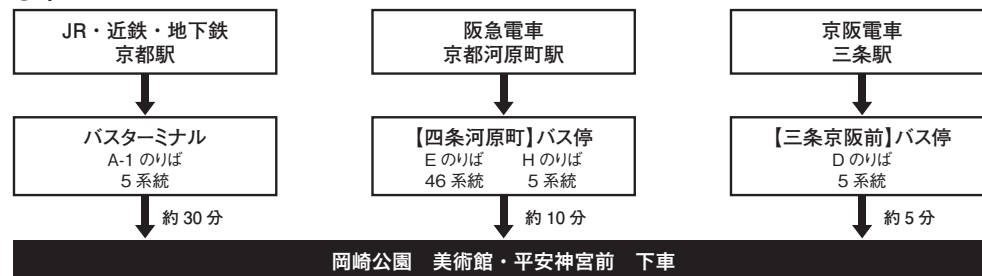 JR・近鉄・地下鉄
京都駅
バスターミナル
A-1 のりば
5 系統
約 30 分
阪急電車
京都河原町駅
【四条河原町】バス停
E のりば H のりば
46 系統 5 系統
約 10 分
京阪電車
三条駅
【三条京阪前】バス停
D のりば
5 系統
約 5 分
岡崎公園 美術館・平安神宮前 下車